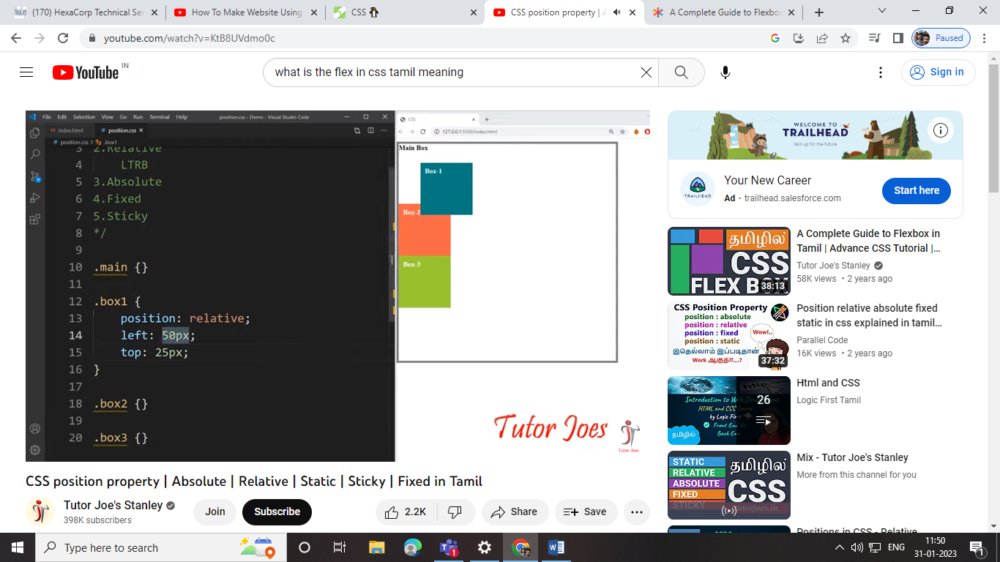 (170) HexaCorp Technical Ser
How To Make Website Using
CSS
CSS position property | A
A Complete Guide to Flexbox
youtube.com/watch?v=KtB8UVdmo0c
Paused
YouTube IN
what is the flex in css tamil meaning
Sign in
File Edit Selection View Go Run Terminal Help
position.css - Demo - Visual Studio Code
index.html
position.css
position.css > .box1
3 2.Relative
4 LTRB
5 3.Absolute
6 4.Fixed
7 5.Sticky
8 */
9
10 .main {}
11
12 .box1 {
13 position: relative;
14 left: 50px;
15 top: 25px;
16 }
17
18 .box2 {}
19
20 .box3 {}
CSS
127.0.0.1:5500/index.html
Main Box
Box-1
Box-2
Box-3
Tutor Joes
Tutor Joes
CSS position property | Absolute | Relative | Static | Sticky | Fixed in Tamil
Tutor Joe's Stanley
398K subscribers
Join
Subscribe
2.2K
Share
Save
WELCOME TO
TRAILHEAD
Skill up for the future
TRAILHEAD
Your New Career
Ad · trailhead.salesforce.com
Start here
தமிழில்
CSS
FLEX BOX
38:13
A Complete Guide to Flexbox in
Tamil | Advance CSS Tutorial |...
Tutor Joe's Stanley
58K views • 2 years ago
CSS Position Property
position : absolute
position : relative
position : fixed
position : static
Wow!..
இதெல்லாம் இப்படிதான்
Work ஆகுதா....?
37:32
Position relative absolute fixed
static in css explained in tamil...
Parallel Code
16K views • 2 years ago
http://ww
Introduction to Web Development
HTML and CSS Course
by Logic First
Front End Vs
Back End
தமிழில்
26
Html and CSS
Logic First Tamil
STATIC
RELATIVE
ABSOLUTE
FIXED
STICKY
தமிழில்
CSS
tutorjoes.in
Mix - Tutor Joe's Stanley
More from this channel for you
Positions in CSS - Relative
Type here to search
1
ENG
11:50
31-01-2023
1